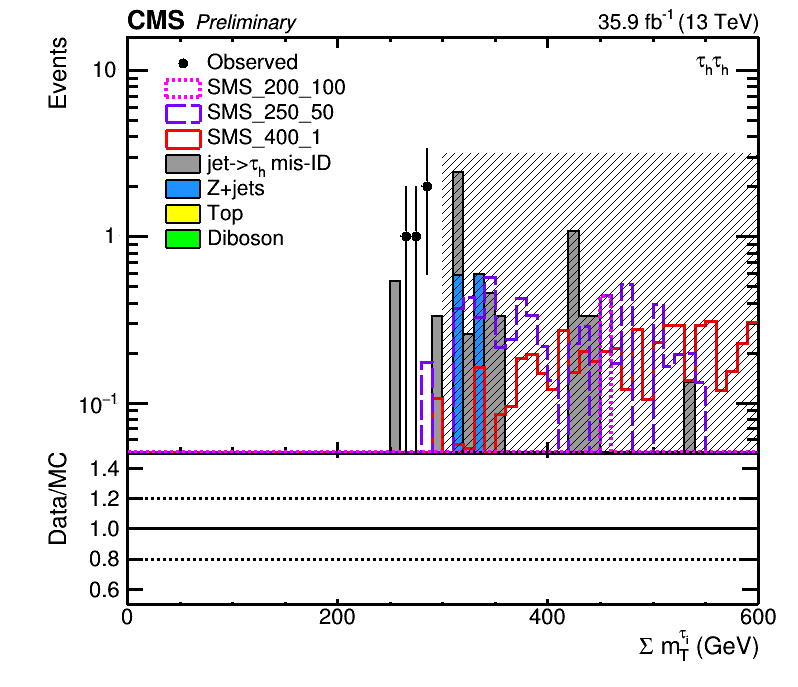 CMS Preliminary 35.9 fb⁻¹ (13 TeV)
Events
10
1
10⁻¹
τₕτₕ
Observed
SMS_200_100
SMS_250_50
SMS_400_1
jet->τₕ mis-ID
Z+jets
Top
Diboson
Data/MC
1.4
1.2
1.0
0.8
0.6
0 200 400 600
Σ m_T^{τ_i} (GeV)